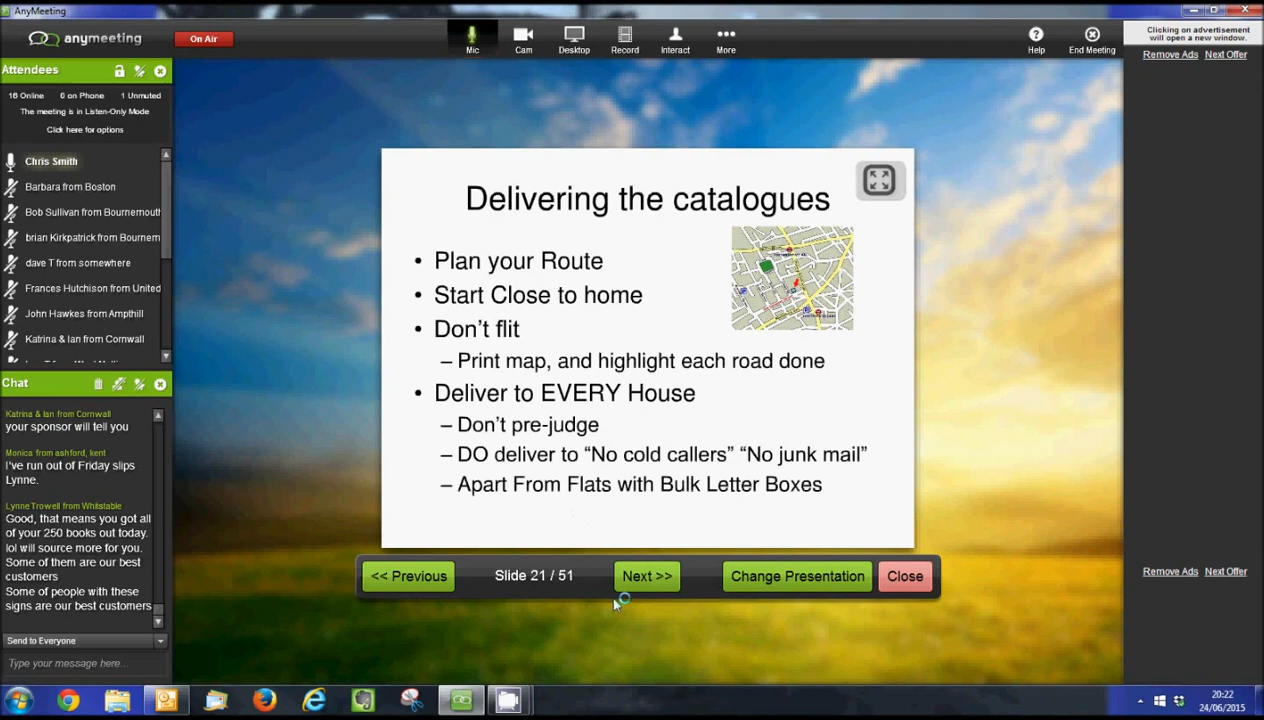 AnyMeeting
anymeeting
On Air
Mic
Cam
Desktop
Record
Interact
More
Help
End Meeting
Clicking on advertisement
will open a new window.
Remove Ads Next Offer
Attendees
16 Online 0 on Phone 1 Unmuted
The meeting is in Listen-Only Mode
Click here for options
Chris Smith
Barbara from Boston
Bob Sullivan from Bournemouth
brian Kirkpatrick from Bournem
dave T from somewhere
Frances Hutchison from United
John Hawkes from Ampthill
Katrina & Ian from Cornwall
Chat
Katrina & Ian from Cornwall
your sponsor will tell you
Monica from ashford, kent
I've run out of Friday slips
Lynne.
Lynne Trowell from Whitstable
Good, that means you got all
of your 250 books out today.
lol will source more for you.
Some of them are our best
customers
Some of people with these
signs are our best customers
Send to Everyone
Type your message here...
Delivering the catalogues
• Plan your Route
• Start Close to home
• Don't flit
– Print map, and highlight each road done
• Deliver to EVERY House
– Don't pre-judge
– DO deliver to “No cold callers” “No junk mail”
– Apart From Flats with Bulk Letter Boxes
<< Previous
Slide 21 / 51
Next >>
Change Presentation
Close
Remove Ads Next Offer
20:22
24/06/2015